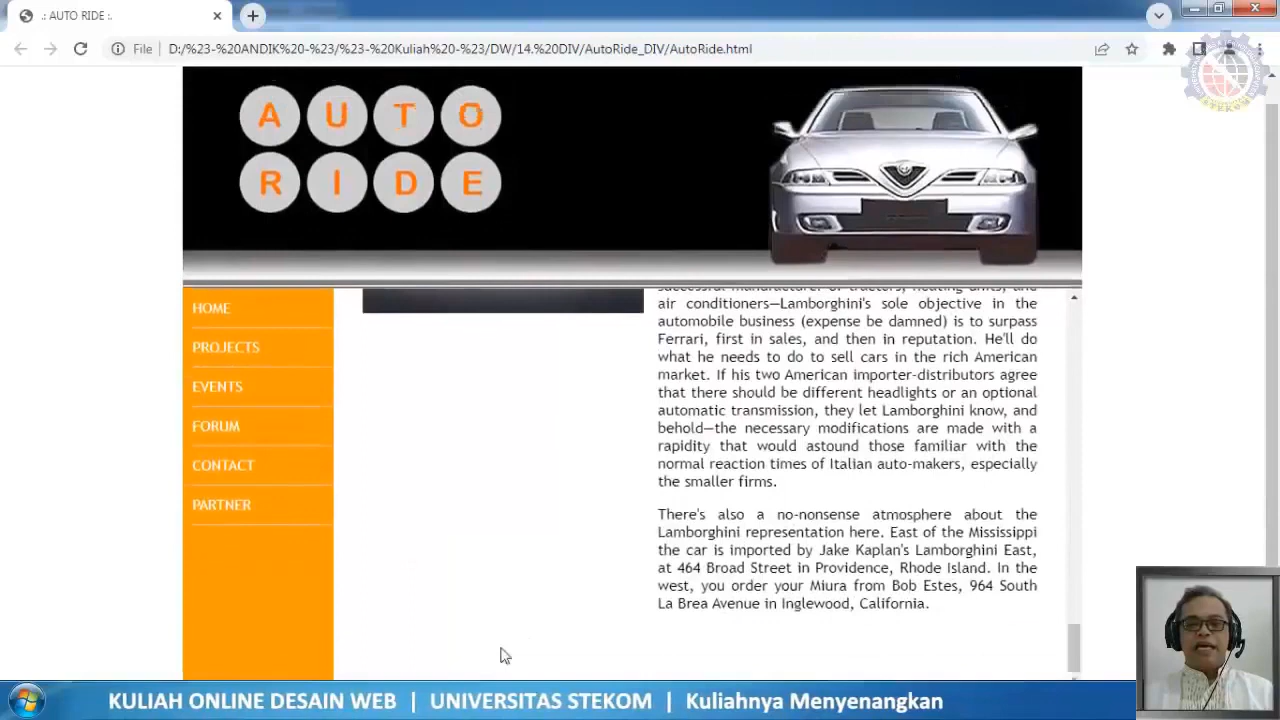 .: AUTO RIDE :.
File
D:/%23-%20ANDIK%20-%23/%23-%20Kuliah%20-%23/DW/14.%20DIV/AutoRide_DIV/AutoRide.html
A U T O
R I D E
STEKOM
HOME
PROJECTS
EVENTS
FORUM
CONTACT
PARTNER
air conditioners—Lamborghini's sole objective in the
automobile business (expense be damned) is to surpass
Ferrari, first in sales, and then in reputation. He'll do
what he needs to do to sell cars in the rich American
market. If his two American importer-distributors agree
that there should be different headlights or an optional
automatic transmission, they let Lamborghini know, and
behold—the necessary modifications are made with a
rapidity that would astound those familiar with the
normal reaction times of Italian auto-makers, especially
the smaller firms.
There's also a no-nonsense atmosphere about the
Lamborghini representation here. East of the Mississippi
the car is imported by Jake Kaplan's Lamborghini East,
at 464 Broad Street in Providence, Rhode Island. In the
west, you order your Miura from Bob Estes, 964 South
La Brea Avenue in Inglewood, California.
KULIAH ONLINE DESAIN WEB | UNIVERSITAS STEKOM | Kuliahnya Menyenangkan